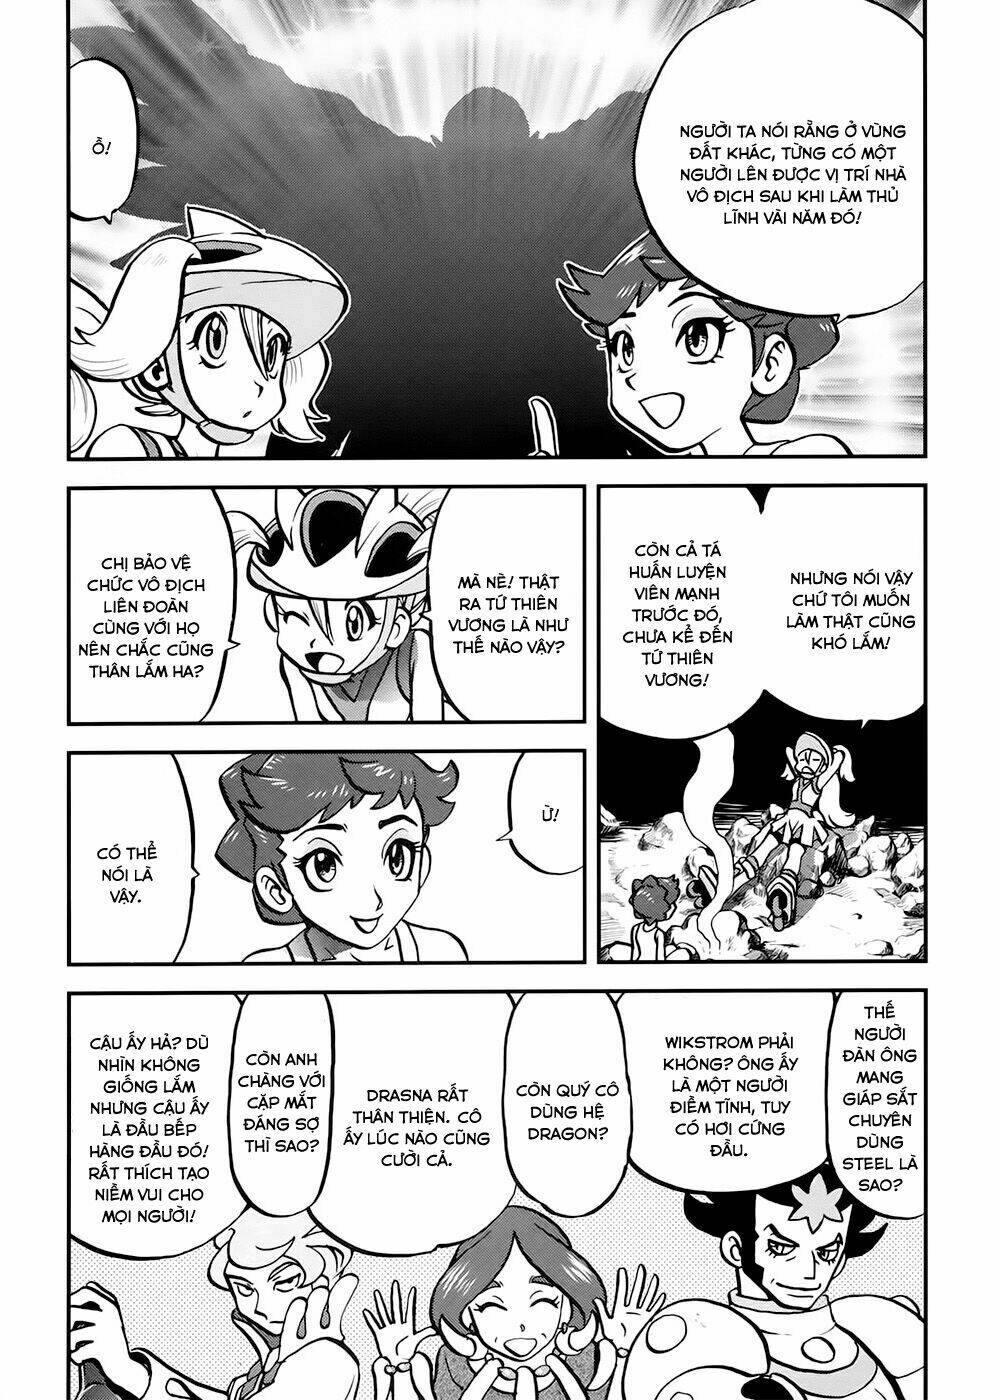 NGƯỜI TA NÓI RẰNG Ở VÙNG
ĐẤT KHÁC, TỪNG CÓ MỘT
NGƯỜI LÊN ĐƯỢC VỊ TRÍ NHÀ
VÔ ĐỊCH SAU KHI LÀM THỦ
LĨNH VÀI NĂM ĐÓ!
Ồ!
NHƯNG NÓI VẬY
CHỨ TÔI MUỐN
LÀM THẬT CŨNG
KHÓ LẮM!
CÒN CẢ TÁ
HUẤN LUYỆN
VIÊN MẠNH
TRƯỚC ĐÓ,
CHƯA KỂ ĐẾN
TỨ THIÊN
VƯƠNG!
MÀ NÈ! THẬT
RA TỨ THIÊN
VƯƠNG LÀ NHƯ
THẾ NÀO VẬY?
CHỊ BẢO VỆ
CHỨC VÔ ĐỊCH
LIÊN ĐOÀN
CÙNG VỚI HỌ
NÊN CHẮC CŨNG
THÂN LẮM HA?
Ừ!
CÓ THỂ
NÓI LÀ
VẬY.
THẾ
NGƯỜI
ĐÀN ÔNG
MANG
GIÁP SẮT
CHUYÊN
DÙNG
STEEL LÀ
SAO?
WIKSTROM PHẢI
KHÔNG? ÔNG ẤY
LÀ MỘT NGƯỜI
ĐIỀM TĨNH, TUY
CÓ HƠI CỨNG
ĐẦU.
CÒN QUÝ CÔ
DÙNG HỆ
DRAGON?
DRASNA RẤT
THÂN THIỆN. CÔ
ẤY LÚC NÀO CŨNG
CƯỜI CẢ.
CÒN ANH
CHÀNG VỚI
CẶP MẮT
ĐÁNG SỢ
THÌ SAO?
CẬU ẤY HẢ? DÙ
NHÌN KHÔNG
GIỐNG LẮM
NHƯNG CẬU ẤY
LÀ ĐẦU BẾP
HÀNG ĐẦU ĐÓ!
RẤT THÍCH TẠO
NIỀM VUI CHO
MỌI NGƯỜI!